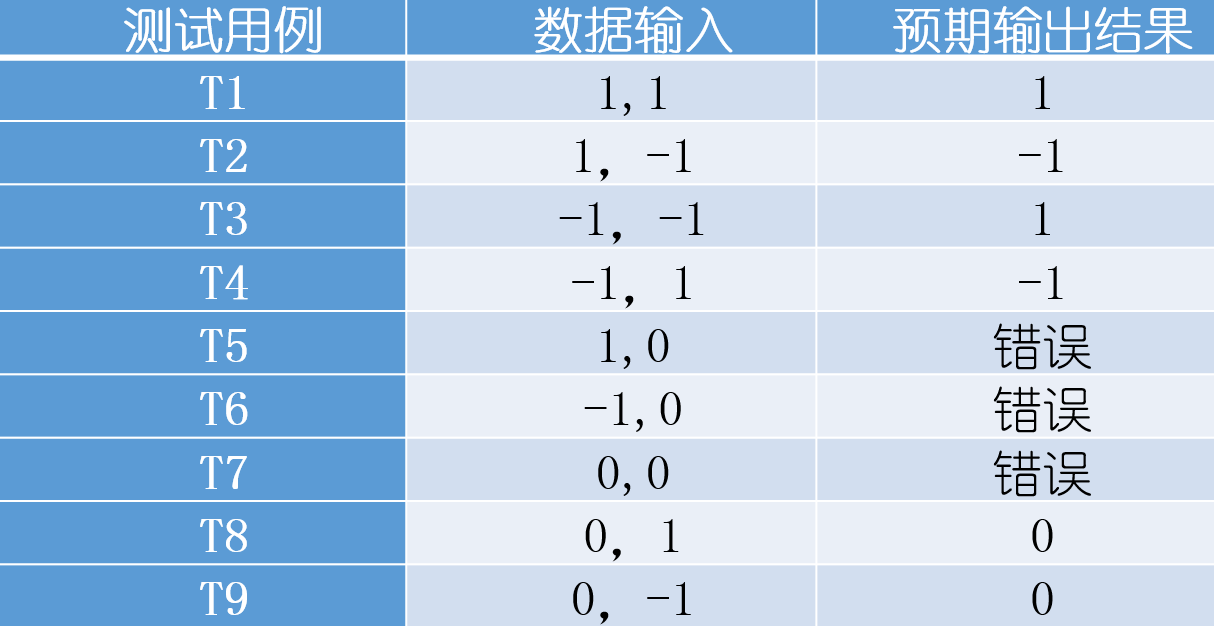 测试用例 数据输入 预期输出结果
T1 1,1 1
T2 1，-1 -1
T3 -1，-1 1
T4 -1，1 -1
T5 1,0 错误
T6 -1,0 错误
T7 0,0 错误
T8 0，1 0
T9 0，-1 0